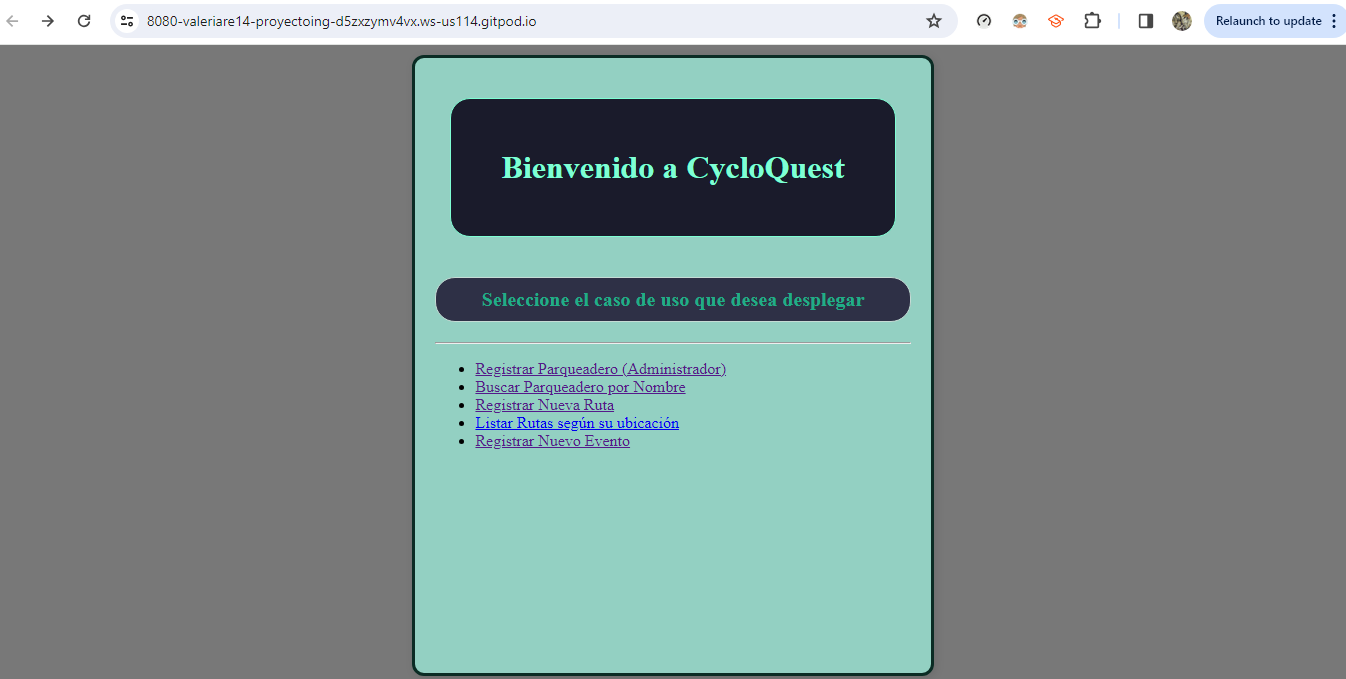 8080-valeriare14-proyectoing-d5zxzymv4vx.ws-us114.gitpod.io
Relaunch to update
Bienvenido a CycloQuest
Seleccione el caso de uso que desea desplegar
Registrar Parqueadero (Administrador)
Buscar Parqueadero por Nombre
Registrar Nueva Ruta
Listar Rutas según su ubicación
Registrar Nuevo Evento